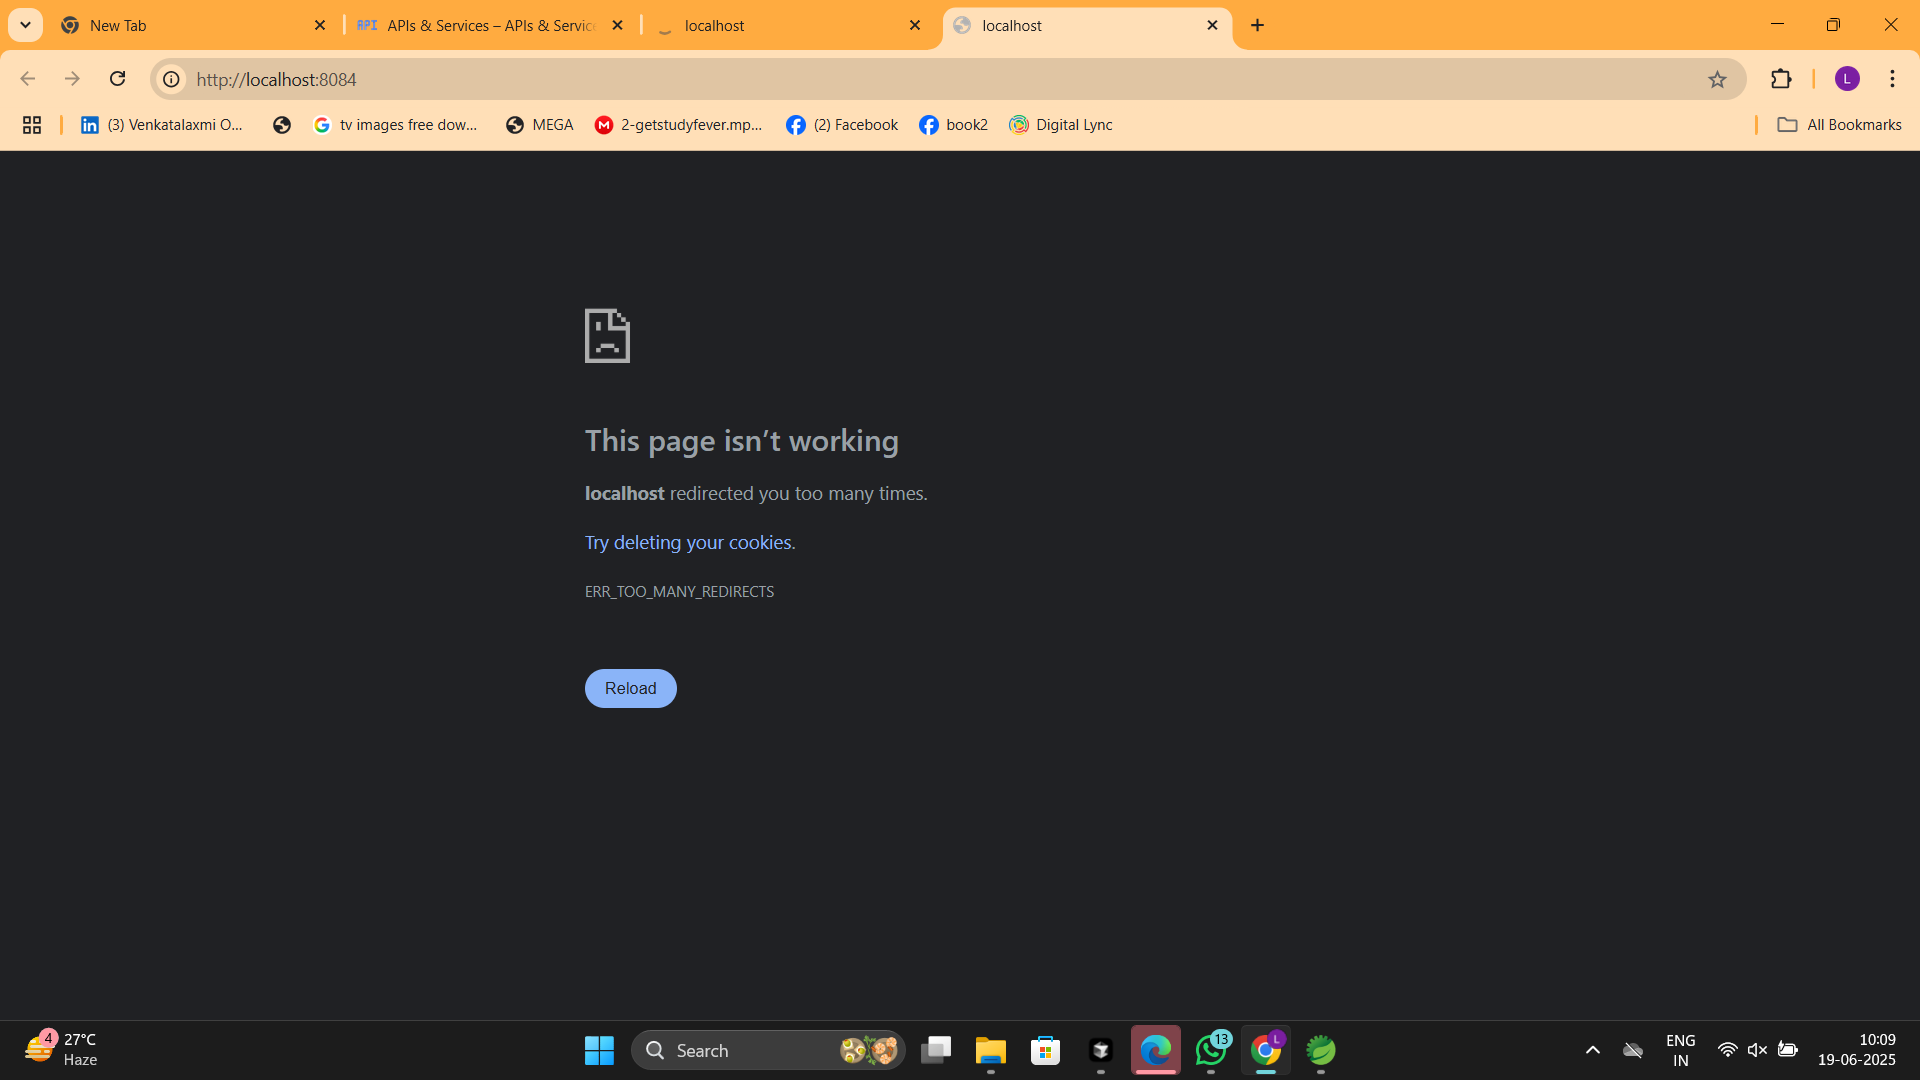 New Tab
API APIs & Services – APIs & Servic
localhost
localhost
http://localhost:8084
L
(3) Venkatalaxmi O...
tv images free dow...
MEGA
2-getstudyfever.mp...
(2) Facebook
book2
Digital Lync
All Bookmarks
This page isn’t working
localhost redirected you too many times.
Try deleting your cookies.
ERR_TOO_MANY_REDIRECTS
Reload
4
27°C
Haze
Search
13
L
ENG
IN
10:09
19-06-2025